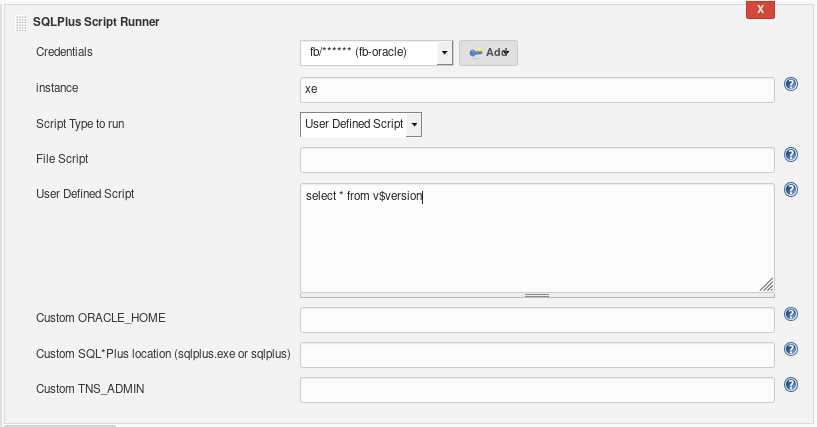 X
SQLPlus Script Runner
Credentials fb/****** (fb-oracle) Add
instance xe
Script Type to run User Defined Script
File Script
User Defined Script select * from v$version
Custom ORACLE_HOME
Custom SQL*Plus location (sqlplus.exe or sqlplus)
Custom TNS_ADMIN